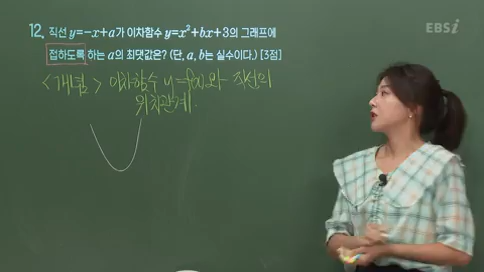 EBSi
12. 직선 y=-x+a가 이차함수 y=x²+bx+3의 그래프에
접하도록 하는 a의 최댓값은? (단, a, b는 실수이다.) [3점]
<개념> 이차함수 y=f(x)와 직선의
위치관계.